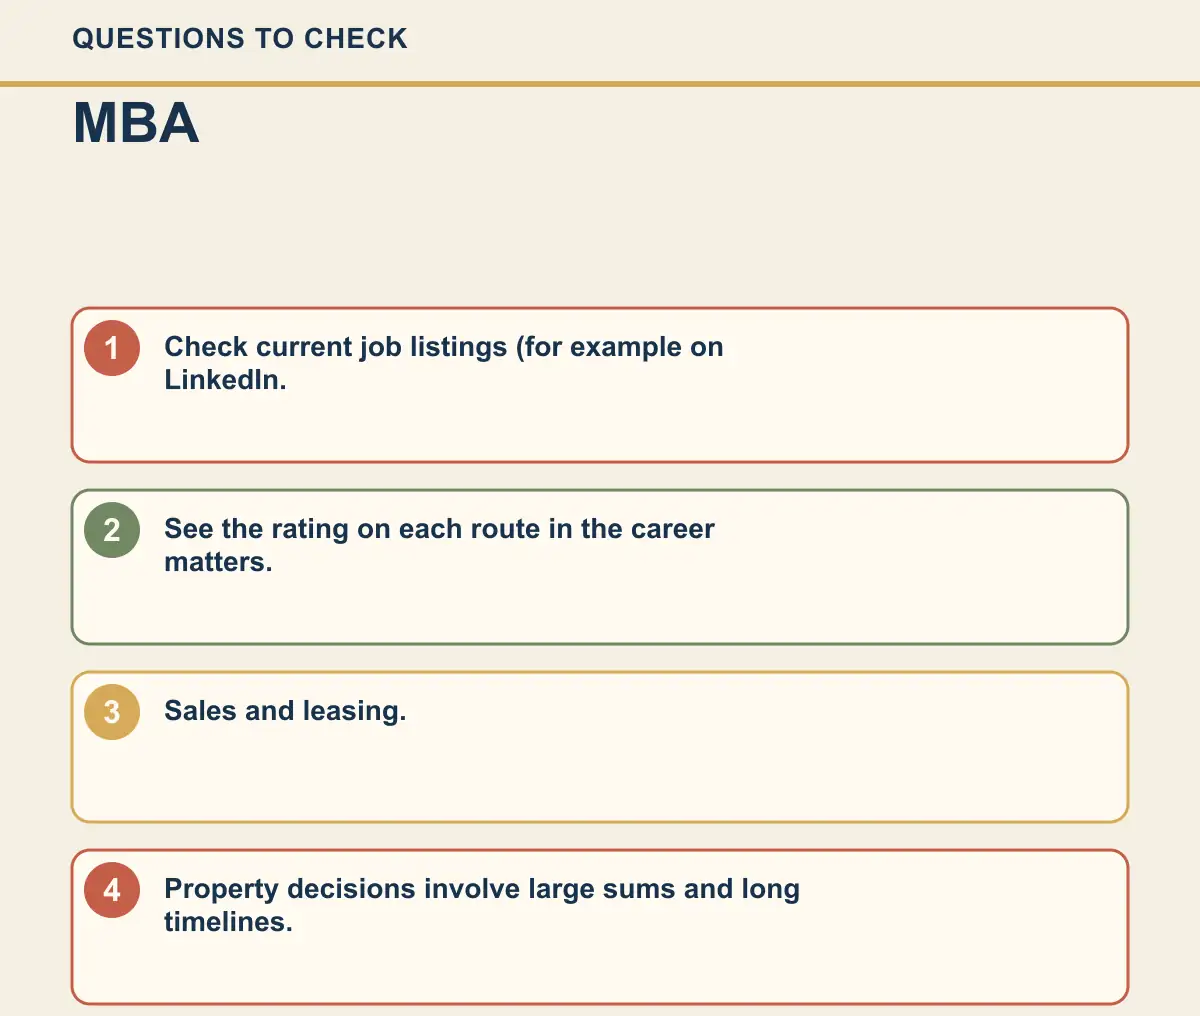 QUESTIONS TO CHECK
MBA
1
Check current job listings (for example on
LinkedIn.
2
See the rating on each route in the career
matters.
3
Sales and leasing.
4
Property decisions involve large sums and long
timelines.